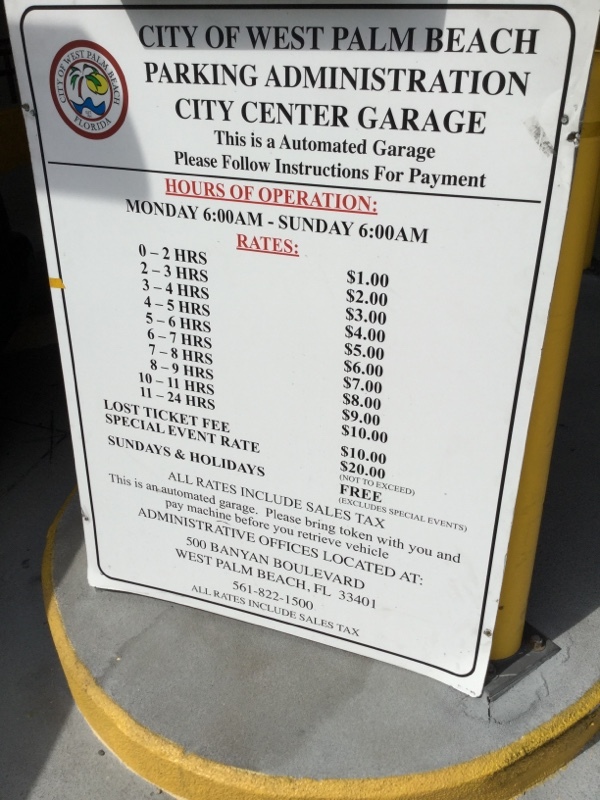 CITY OF WEST PALM BEACH
FLORIDA
CITY OF WEST PALM BEACH
PARKING ADMINISTRATION
CITY CENTER GARAGE
This is a Automated Garage
Please Follow Instructions For Payment
HOURS OF OPERATION:
MONDAY 6:00AM - SUNDAY 6:00AM
RATES:
0 – 2 HRS $1.00
2 – 3 HRS $2.00
3 – 4 HRS $3.00
4 – 5 HRS $4.00
5 – 6 HRS $5.00
6 – 7 HRS $6.00
7 – 8 HRS $7.00
8 – 9 HRS $8.00
10 – 11 HRS $9.00
11 – 24 HRS $10.00
LOST TICKET FEE $10.00
SPECIAL EVENT RATE $20.00
(NOT TO EXCEED)
SUNDAYS & HOLIDAYS FREE
(EXCLUDES SPECIAL EVENTS)
ALL RATES INCLUDE SALES TAX
This is an automated garage. Please bring token with you and
pay machine before you retrieve vehicle
ADMINISTRATIVE OFFICES LOCATED AT:
500 BANYAN BOULEVARD
WEST PALM BEACH, FL 33401
561-822-1500
ALL RATES INCLUDE SALES TAX